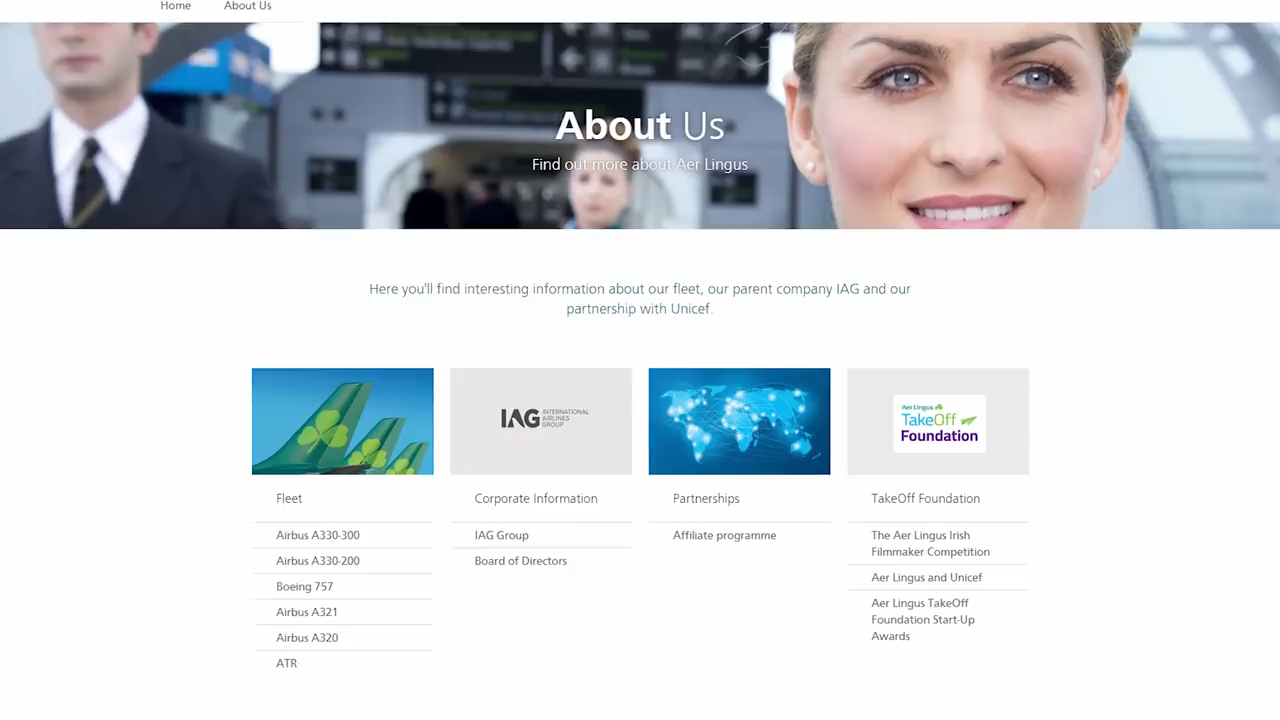 Home
About Us
About Us
Find out more about Aer Lingus
Here you'll find interesting information about our fleet, our parent company IAG and our
partnership with Unicef.
IAG INTERNATIONAL
AIRLINES
GROUP
Aer Lingus
TakeOff
Foundation
Fleet
Airbus A330-300
Airbus A330-200
Boeing 757
Airbus A321
Airbus A320
ATR
Corporate Information
IAG Group
Board of Directors
Partnerships
Affiliate programme
TakeOff Foundation
The Aer Lingus Irish
Filmmaker Competition
Aer Lingus and Unicef
Aer Lingus TakeOff
Foundation Start-Up
Awards